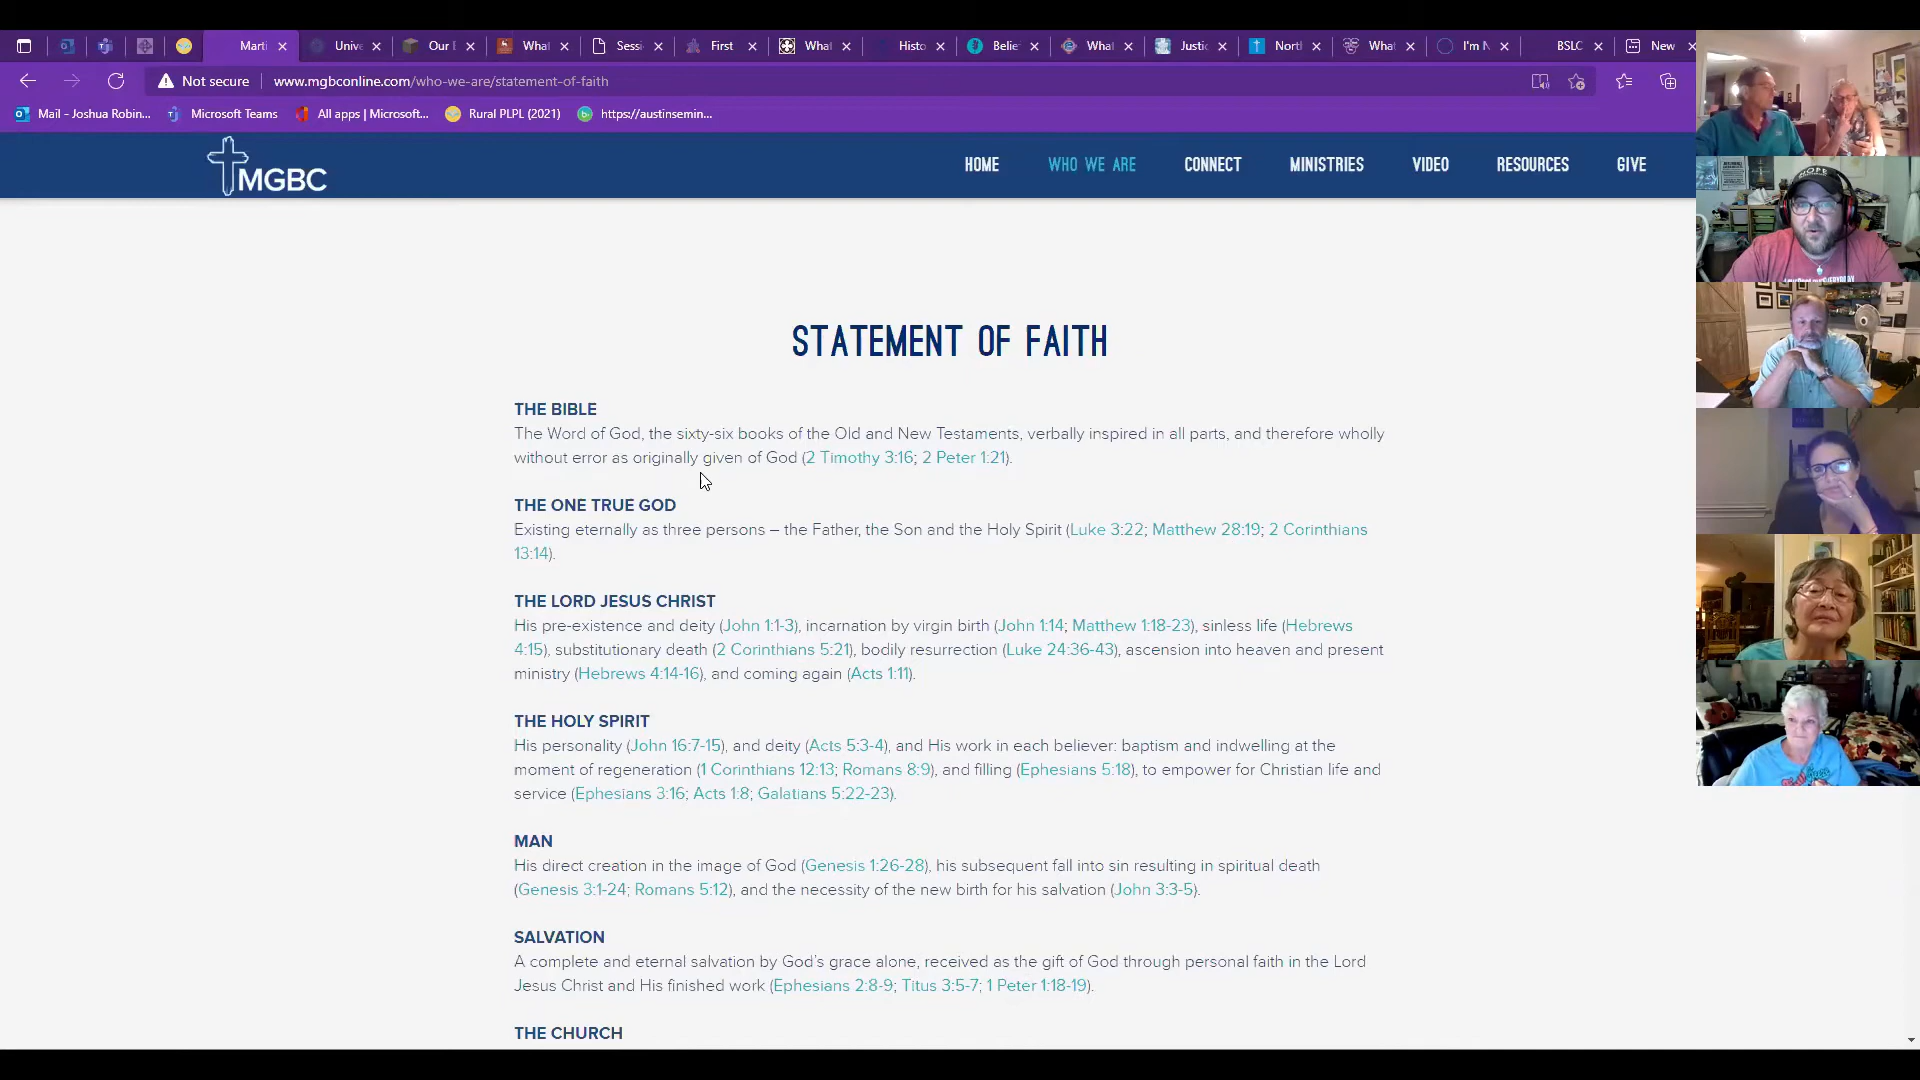 Marti
Unive
Our E
What
Sessi
First
What
Histo
Belie
What
Justic
North
What
I'm N
BSLC
New
Not secure
www.mgbconline.com/who-we-are/statement-of-faith
Mail - Joshua Robin...
Microsoft Teams
All apps | Microsoft...
Rural PLPL (2021)
https://austinsemin...
MGBC
HOME
WHO WE ARE
CONNECT
MINISTRIES
VIDEO
RESOURCES
GIVE
HOPE
STATEMENT OF FAITH
THE BIBLE
The Word of God, the sixty-six books of the Old and New Testaments, verbally inspired in all parts, and therefore wholly
without error as originally given of God (2 Timothy 3:16; 2 Peter 1:21).
THE ONE TRUE GOD
Existing eternally as three persons – the Father, the Son and the Holy Spirit (Luke 3:22; Matthew 28:19; 2 Corinthians
13:14).
THE LORD JESUS CHRIST
His pre-existence and deity (John 1:1-3), incarnation by virgin birth (John 1:14; Matthew 1:18-23), sinless life (Hebrews
4:15), substitutionary death (2 Corinthians 5:21), bodily resurrection (Luke 24:36-43), ascension into heaven and present
ministry (Hebrews 4:14-16), and coming again (Acts 1:11).
THE HOLY SPIRIT
His personality (John 16:7-15), and deity (Acts 5:3-4), and His work in each believer: baptism and indwelling at the
moment of regeneration (1 Corinthians 12:13; Romans 8:9), and filling (Ephesians 5:18), to empower for Christian life and
service (Ephesians 3:16; Acts 1:8; Galatians 5:22-23).
MAN
His direct creation in the image of God (Genesis 1:26-28), his subsequent fall into sin resulting in spiritual death
(Genesis 3:1-24; Romans 5:12), and the necessity of the new birth for his salvation (John 3:3-5).
SALVATION
A complete and eternal salvation by God's grace alone, received as the gift of God through personal faith in the Lord
Jesus Christ and His finished work (Ephesians 2:8-9; Titus 3:5-7; 1 Peter 1:18-19).
THE CHURCH